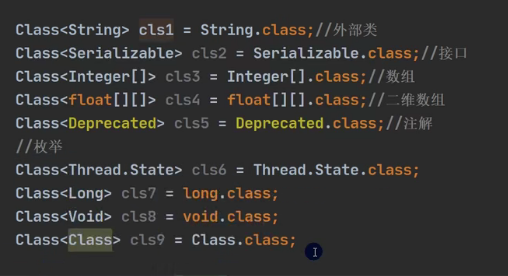 Class<String> cls1 = String.class;//外部类
Class<Serializable> cls2 = Serializable.class;//接口
Class<Integer[]> cls3 = Integer[].class;//数组
Class<float[][]> cls4 = float[][].class;//二维数组
Class<Deprecated> cls5 = Deprecated.class;//注解
//枚举
Class<Thread.State> cls6 = Thread.State.class;
Class<Long> cls7 = long.class;
Class<Void> cls8 = void.class;
Class<Class> cls9 = Class.class;